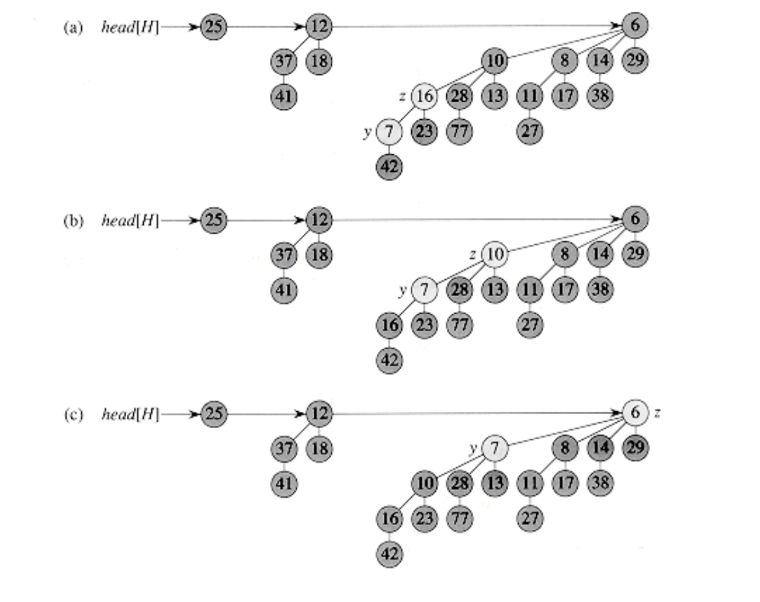 (a) head[H] 25 12 6
37 18 10 8 14 29
41 z 16 28 13 11 17 38
y 7 23 77 27
42
(b) head[H] 25 12 6
37 18 z 10 8 14 29
41 y 7 28 13 11 17 38
16 23 77 27
42
(c) head[H] 25 12 6 z
37 18 y 7 8 14 29
41 10 28 13 11 17 38
16 23 77 27
42